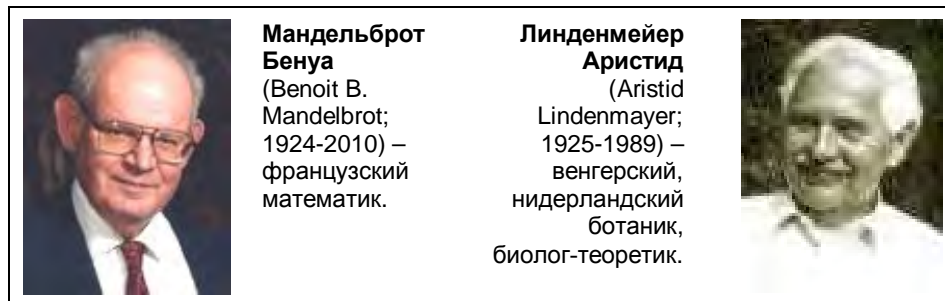 Мандельброт
Бенуа
(Benoit B.
Mandelbrot;
1924-2010) –
французский
математик.
Линденмейер
Аристид
(Aristid
Lindenmayer;
1925-1989) –
венгерский,
нидерландский
ботаник,
биолог-теоретик.